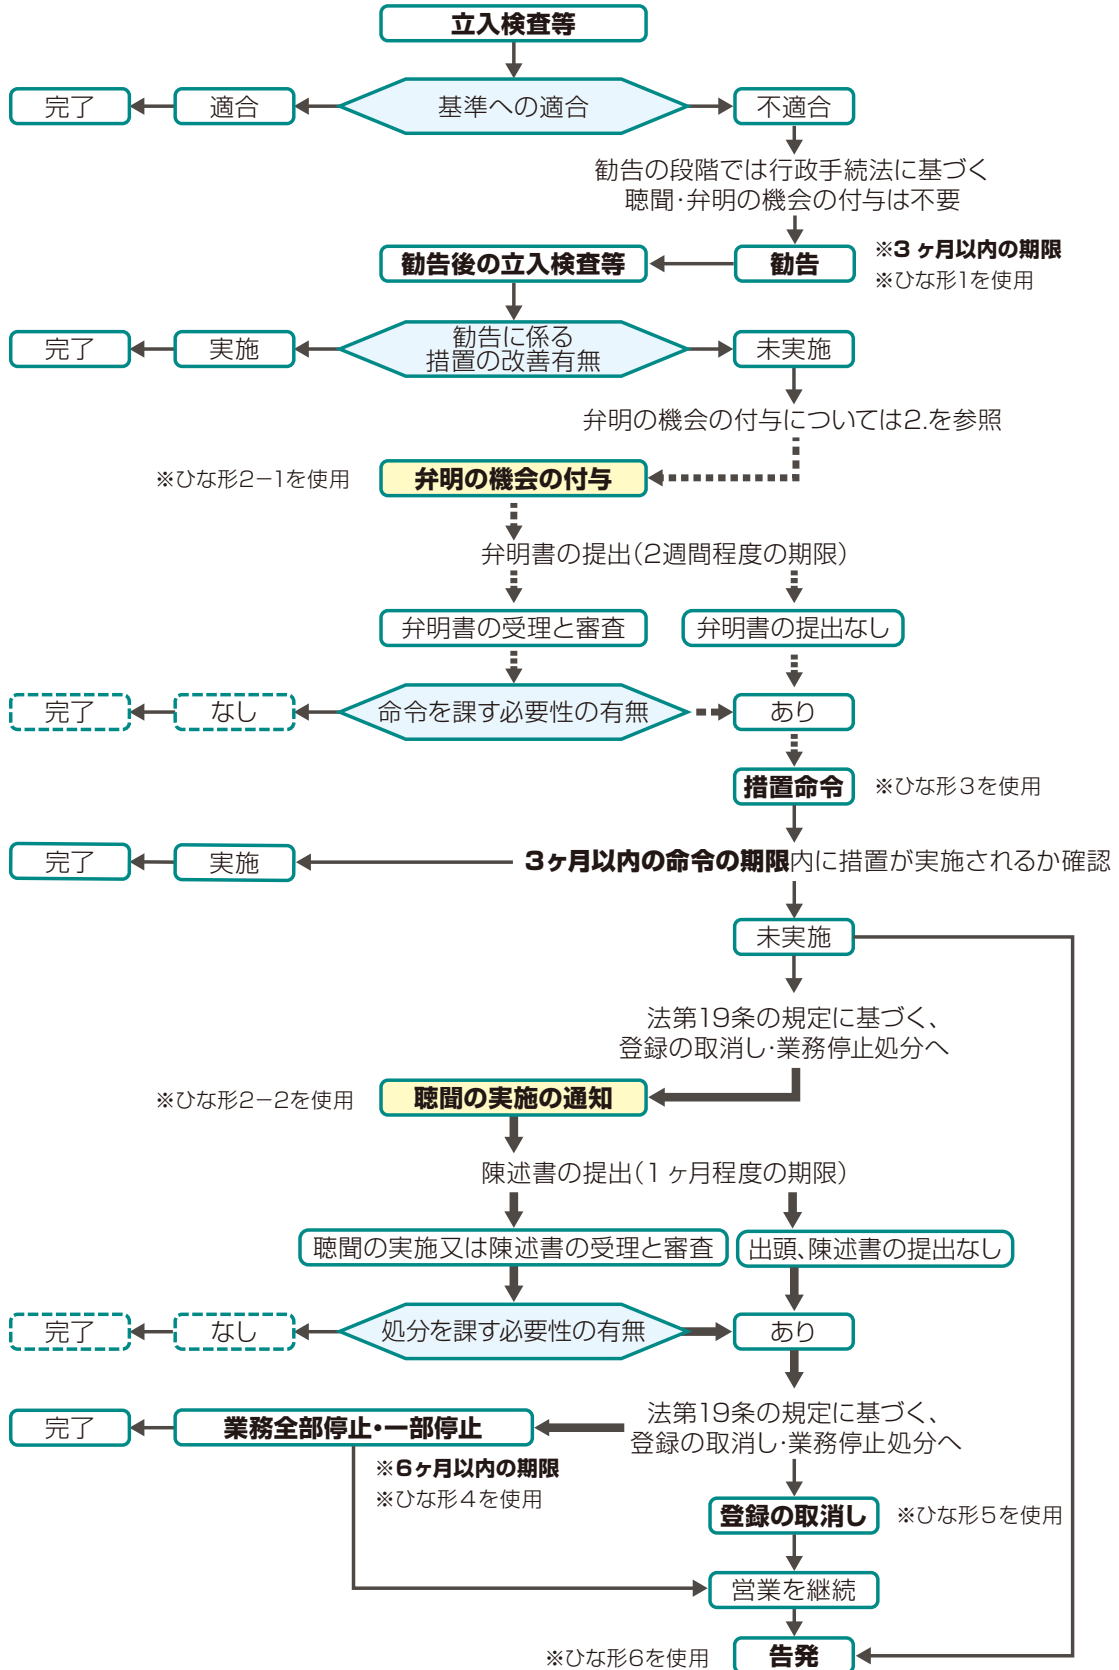 立入検査等
完了
適合
基準への適合
不適合
勧告の段階では行政手続法に基づく
聴聞・弁明の機会の付与は不要
勧告後の立入検査等
勧告
※3ヶ月以内の期限
※ひな形1を使用
完了
実施
勧告に係る
措置の改善有無
未実施
弁明の機会の付与については2.を参照
※ひな形2−1を使用
弁明の機会の付与
弁明書の提出(2週間程度の期限)
弁明書の受理と審査
弁明書の提出なし
完了
なし
命令を課す必要性の有無
あり
措置命令
※ひな形3を使用
完了
実施
3ヶ月以内の命令の期限内に措置が実施されるか確認
未実施
法第19条の規定に基づく、
登録の取消し・業務停止処分へ
※ひな形2−2を使用
聴聞の実施の通知
陳述書の提出(1ヶ月程度の期限)
聴聞の実施又は陳述書の受理と審査
出頭、陳述書の提出なし
完了
なし
処分を課す必要性の有無
あり
完了
業務全部停止・一部停止
法第19条の規定に基づく、
登録の取消し・業務停止処分へ
※6ヶ月以内の期限
※ひな形4を使用
登録の取消し
※ひな形5を使用
営業を継続
※ひな形6を使用
告発